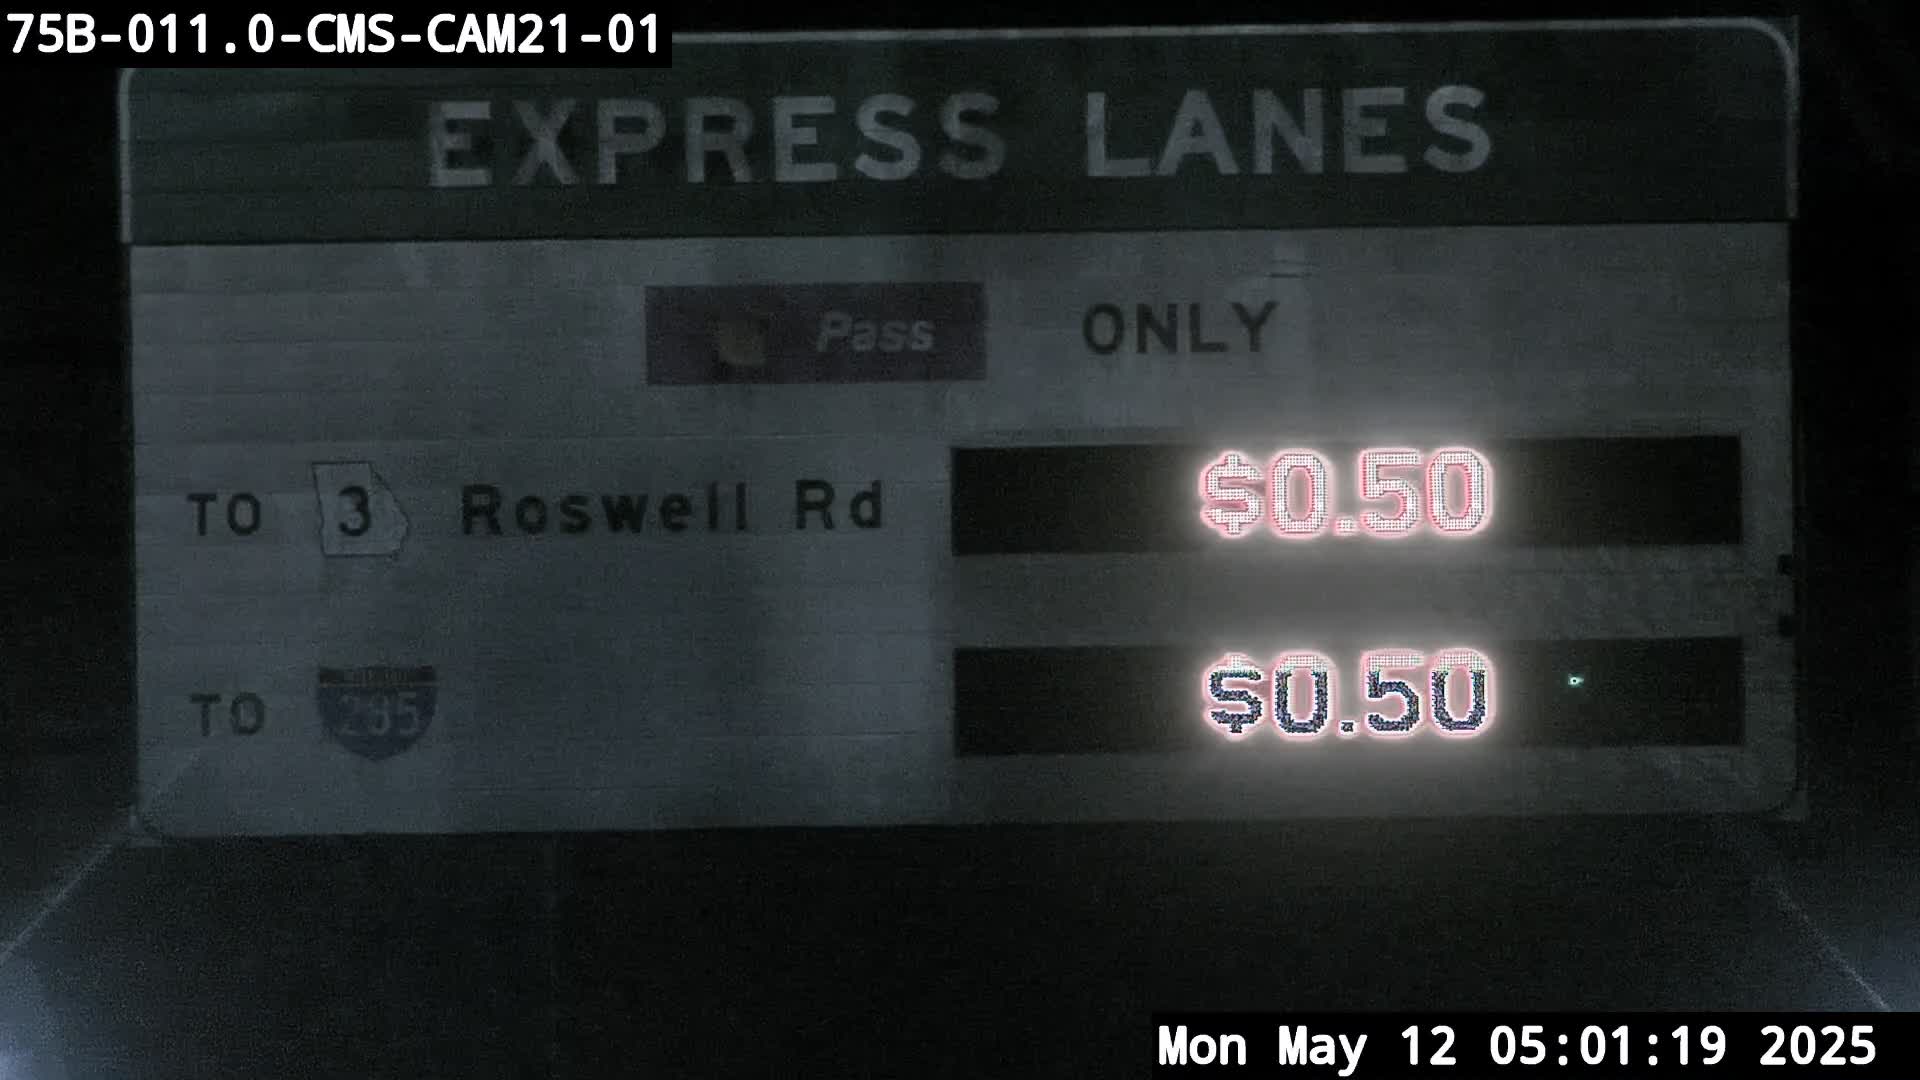 75B-011.0-CMS-CAM21-01
EXPRESS LANES
Pass ONLY
TO 3 Roswell Rd $0.50
TO 285 $0.50
Mon May 12 05:01:19 2025